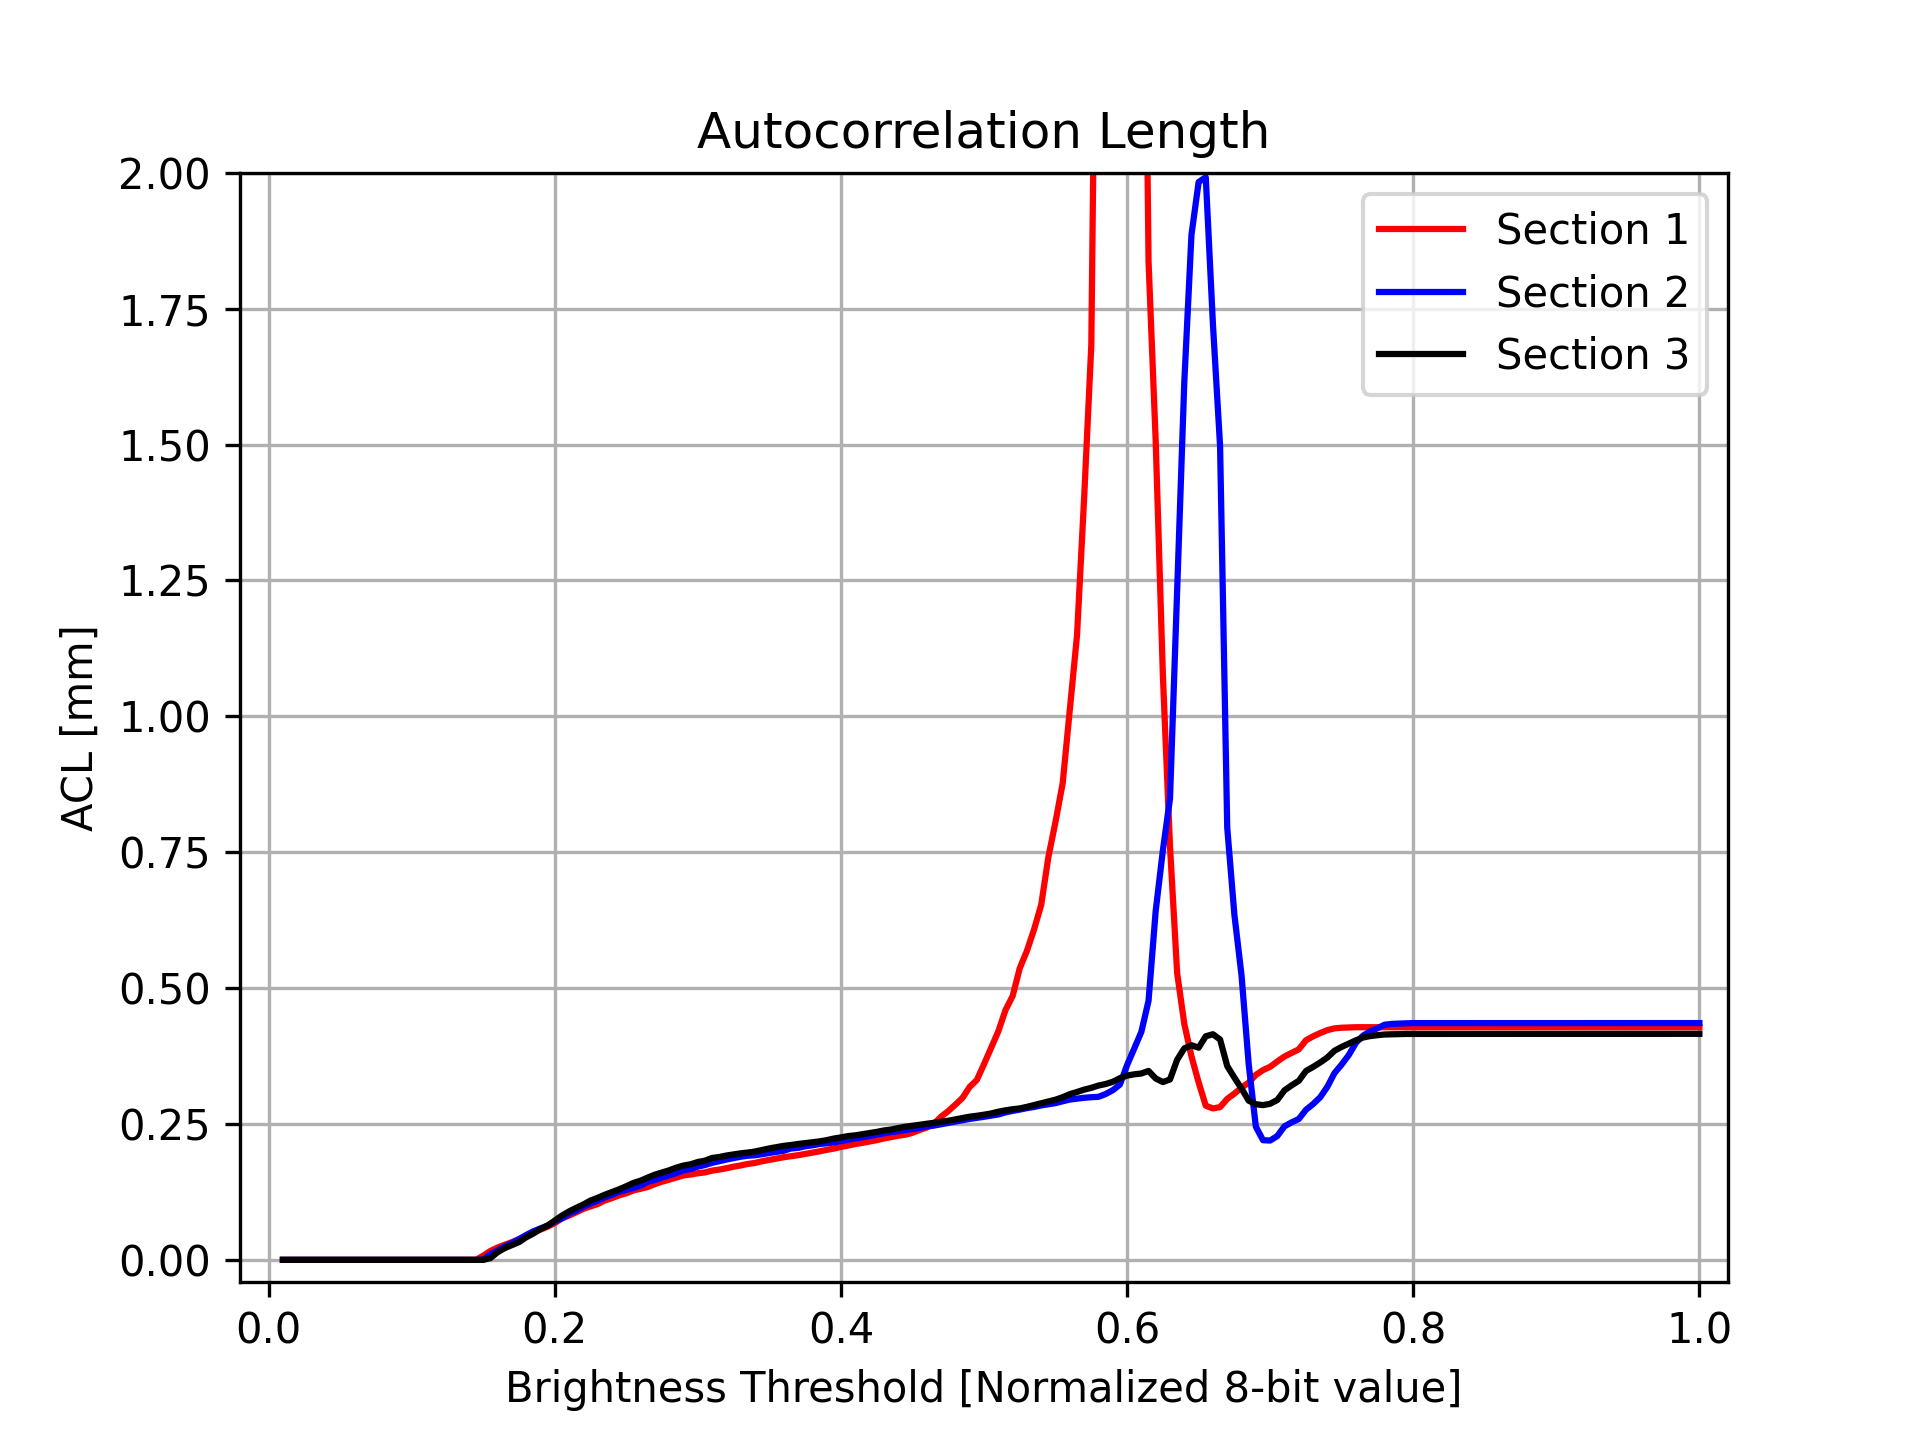 Autocorrelation Length
2.00
1.75
1.50
1.25
1.00
0.75
0.50
0.25
0.00
ACL [mm]
Section 1
Section 2
Section 3
0.0 0.2 0.4 0.6 0.8 1.0
Brightness Threshold [Normalized 8-bit value]